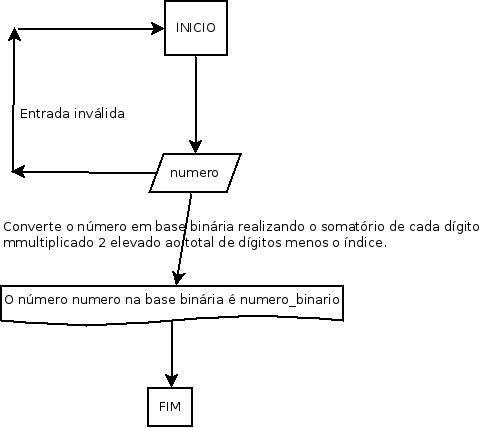 INICIO
Entrada inválida
numero
Converte o número em base binária realizando o somatório de cada dígito
mmultiplicado 2 elevado ao total de dígitos menos o índice.
O número numero na base binária é numero_binario
FIM